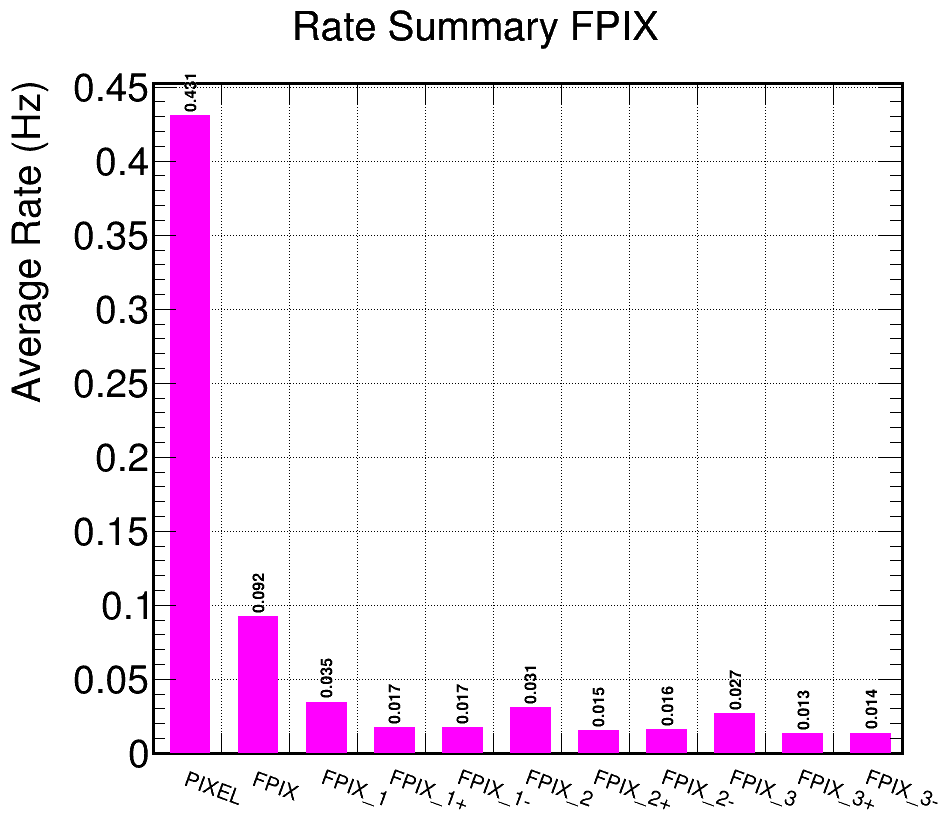 Rate Summary FPIX
Average Rate (Hz)
0.45
0.4
0.35
0.3
0.25
0.2
0.15
0.1
0.05
0
0.431
0.092
0.035
0.017
0.017
0.031
0.015
0.016
0.027
0.013
0.014
PIXEL
FPIX
FPIX_1
FPIX_1+
FPIX_1-
FPIX_2
FPIX_2+
FPIX_2-
FPIX_3
FPIX_3+
FPIX_3-